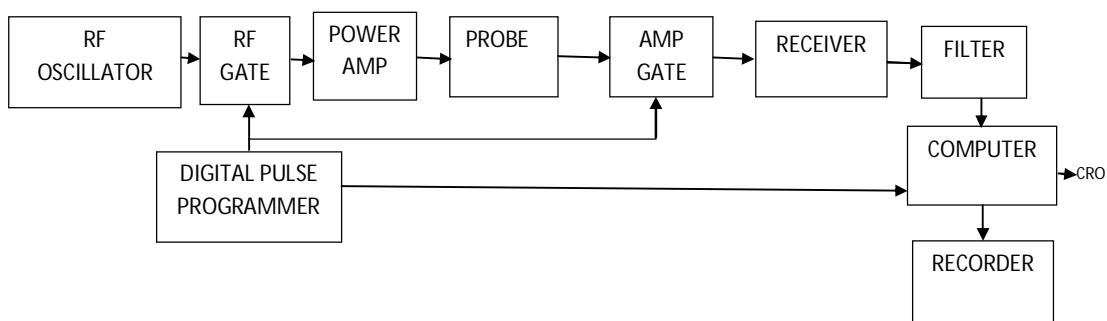 RF
OSCILLATOR
RF
GATE
POWER
AMP
PROBE
AMP
GATE
RECEIVER
FILTER
DIGITAL PULSE
PROGRAMMER
COMPUTER
CRO
RECORDER